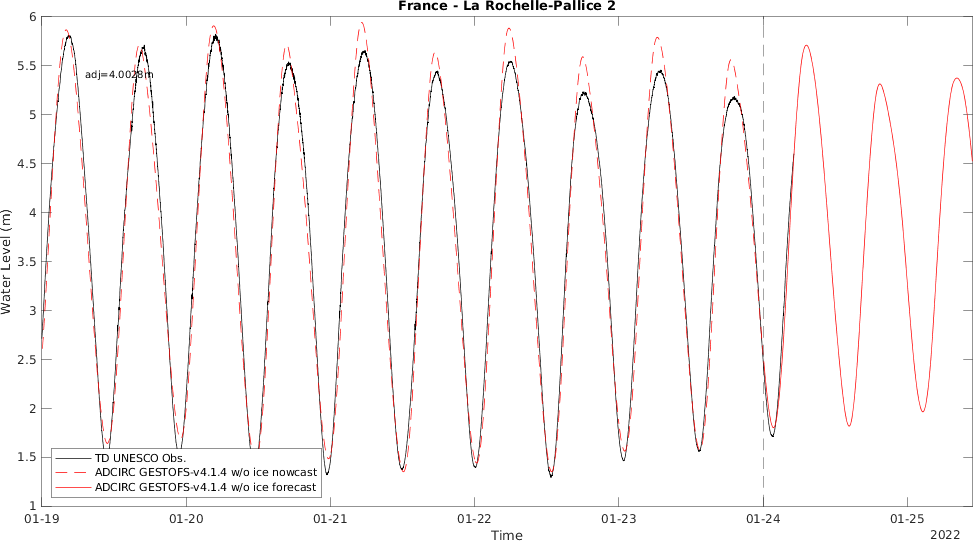 France - La Rochelle-Pallice 2
6
5.5
5
4.5
4
3.5
3
2.5
2
1.5
1
Water Level (m)
adj=4.0028m
TD UNESCO Obs.
ADCIRC GESTOFS-v4.1.4 w/o ice nowcast
ADCIRC GESTOFS-v4.1.4 w/o ice forecast
01-19 01-20 01-21 01-22 01-23 01-24 01-25
Time
2022